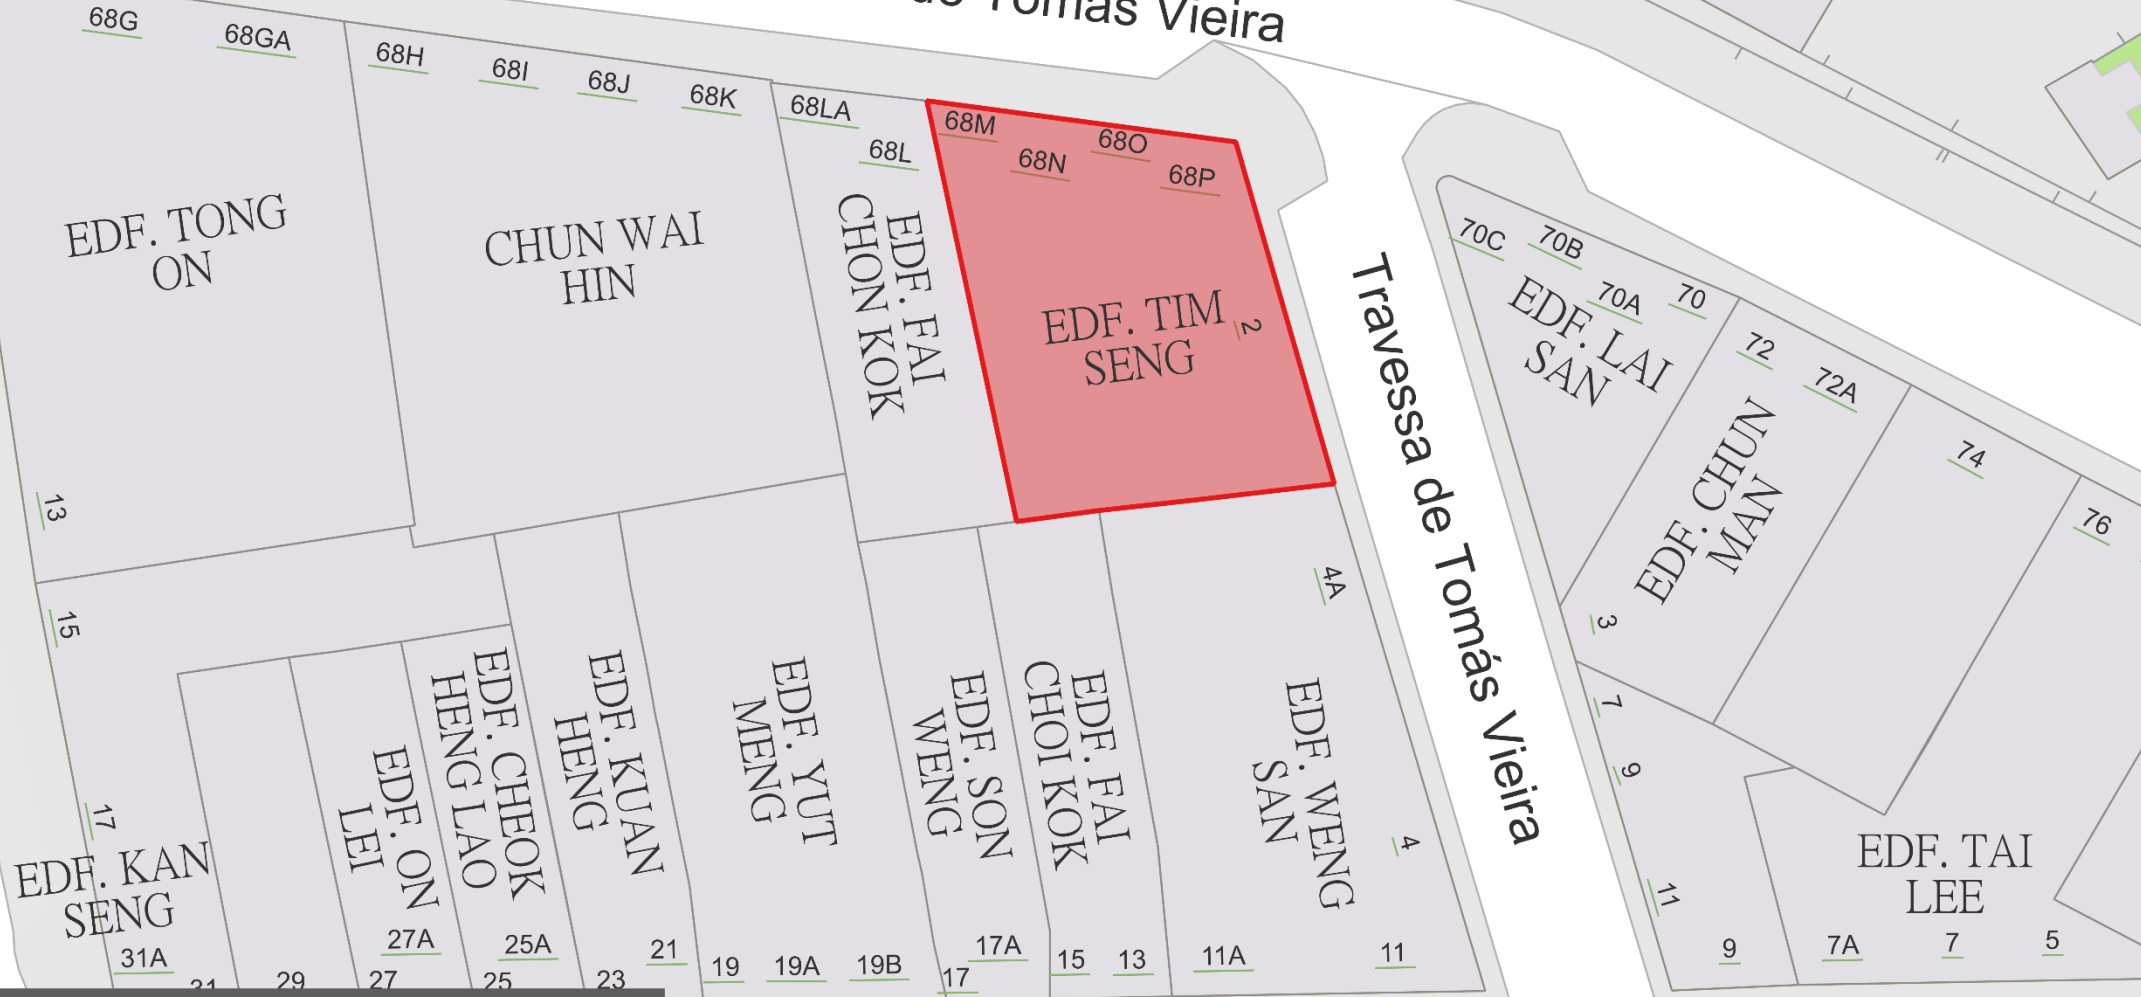 do Tomás Vieira
68G
68GA
68H
68I
68J
68K
68LA
68L
68M
68N
68O
68P
EDF. TONG
ON
CHUN WAI
HIN
EDF. FAI
CHON KOK
EDF. TIM
SENG
2
Travessa de Tomás Vieira
70C
70B
70A
70
EDF. LAI
SAN
72
72A
EDF. CHUN
MAN
74
76
13
15
17
EDF. KAN
SENG
31A
31
29
EDF. ON
LEI
27A
27
EDF. CHEOK
HENG LAO
25A
25
EDF. KUAN
HENG
23
21
EDF. YUT
MENG
19
19A
19B
EDF. SON
WENG
17
17A
EDF. FAI
CHOI KOK
15
13
EDF. WENG
SAN
4A
4
11A
11
3
7
9
11
EDF. TAI
LEE
9
7A
7
5